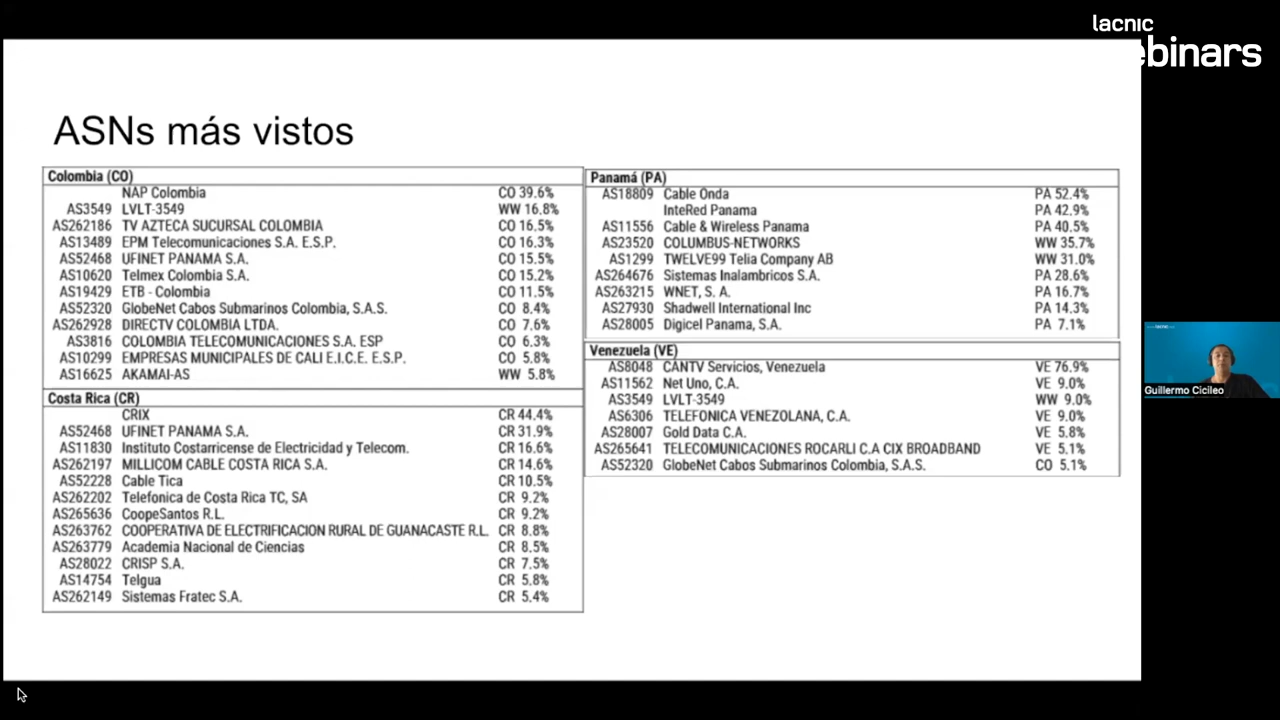 lacnic
ebinars
ASNs más vistos
Colombia (CO)
NAP Colombia CO 39.6%
AS3549 LVLT-3549 WW 16.8%
AS262186 TV AZTECA SUCURSAL COLOMBIA CO 16.5%
AS13489 EPM Telecomunicaciones S.A. E.S.P. CO 16.3%
AS52468 UFINET PANAMA S.A. CO 15.5%
AS10620 Telmex Colombia S.A. CO 15.2%
AS19429 ETB - Colombia CO 11.5%
AS52320 GlobeNet Cabos Submarinos Colombia, S.A.S. CO 8.4%
AS262928 DIRECTV COLOMBIA LTDA. CO 7.6%
AS3816 COLOMBIA TELECOMUNICACIONES S.A. ESP CO 6.3%
AS10299 EMPRESAS MUNICIPALES DE CALI E.I.C.E. E.S.P. CO 5.8%
AS16625 AKAMAI-AS WW 5.8%
Costa Rica (CR)
CRIX CR 44.4%
AS52468 UFINET PANAMA S.A. CR 31.9%
AS11830 Instituto Costarricense de Electricidad y Telecom. CR 16.6%
AS262197 MILLICOM CABLE COSTA RICA S.A. CR 14.6%
AS52228 Cable Tica CR 10.5%
AS262202 Telefonica de Costa Rica TC, SA CR 9.2%
AS265636 CoopeSantos R.L. CR 9.2%
AS263762 COOPERATIVA DE ELECTRIFICACION RURAL DE GUANACASTE R.L. CR 8.8%
AS263779 Academia Nacional de Ciencias CR 8.5%
AS28022 CRISP S.A. CR 7.5%
AS14754 Telgua CR 5.8%
AS262149 Sistemas Fratec S.A. CR 5.4%
Panamá (PA)
AS18809 Cable Onda PA 52.4%
InteRed Panama PA 42.9%
AS11556 Cable & Wireless Panama PA 40.5%
AS23520 COLUMBUS-NETWORKS WW 35.7%
AS1299 TWELVE99 Telia Company AB WW 31.0%
AS264676 Sistemas Inalambricos S.A. PA 28.6%
AS263215 WNET, S. A. PA 16.7%
AS27930 Shadwell International Inc PA 14.3%
AS28005 Digicel Panama, S.A. PA 7.1%
Venezuela (VE)
AS8048 CANTV Servicios, Venezuela VE 76.9%
AS11562 Net Uno, C.A. VE 9.0%
AS3549 LVLT-3549 WW 9.0%
AS6306 TELEFONICA VENEZOLANA, C.A. VE 9.0%
AS28007 Gold Data C.A. VE 5.8%
AS265641 TELECOMUNICACIONES ROCARLI C.A CIX BROADBAND VE 5.1%
AS52320 GlobeNet Cabos Submarinos Colombia, S.A.S. CO 5.1%
Guillermo Cicileo